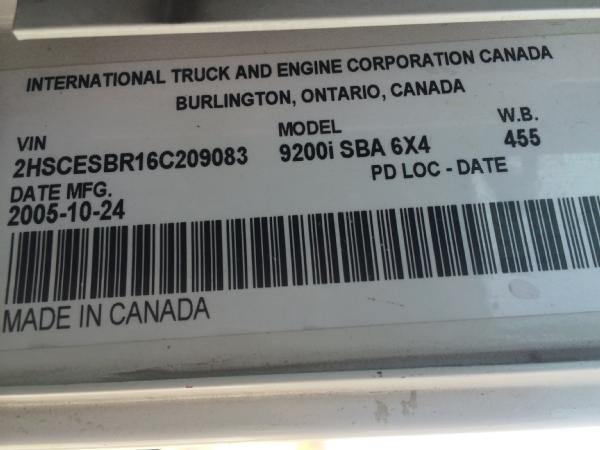 INTERNATIONAL TRUCK AND ENGINE CORPORATION CANADA
BURLINGTON, ONTARIO, CANADA
VIN MODEL W.B.
2HSCESBR16C209083 9200i SBA 6X4 455
DATE MFG. PD LOC - DATE
2005-10-24
MADE IN CANADA